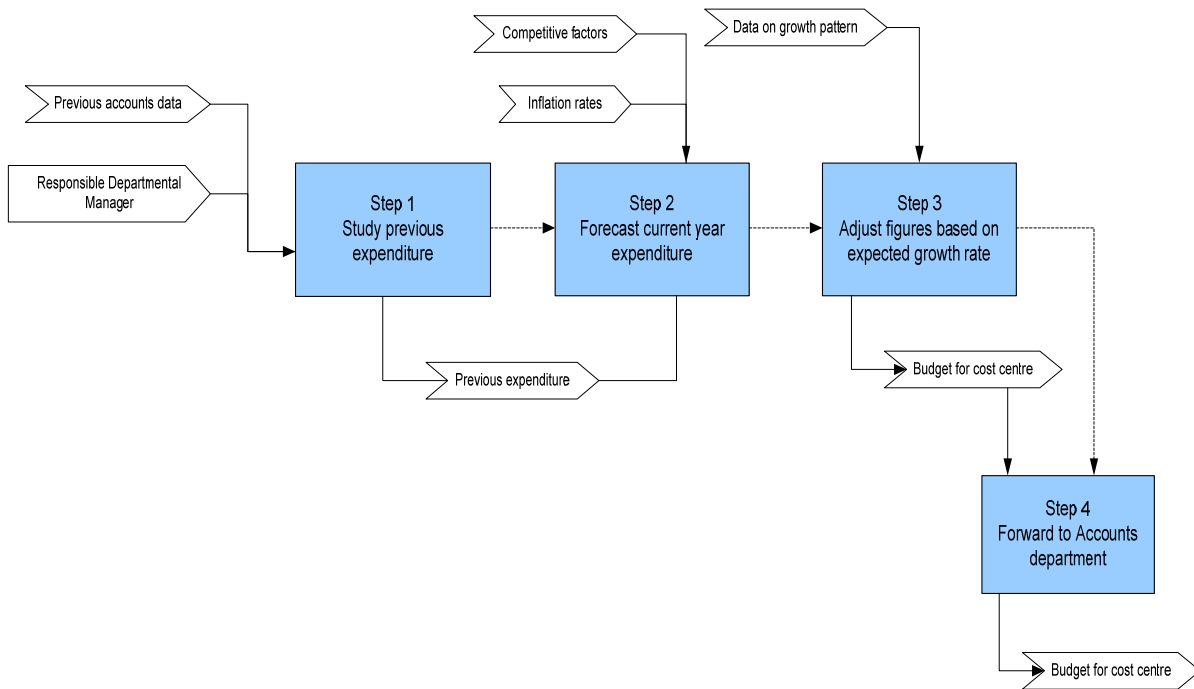 Competitive factors
Data on growth pattern
Previous accounts data
Inflation rates
Responsible Departmental
Manager
Step 1
Study previous
expenditure
Step 2
Forecast current year
expenditure
Step 3
Adjust figures based on
expected growth rate
Previous expenditure
Budget for cost centre
Step 4
Forward to Accounts
department
Budget for cost centre